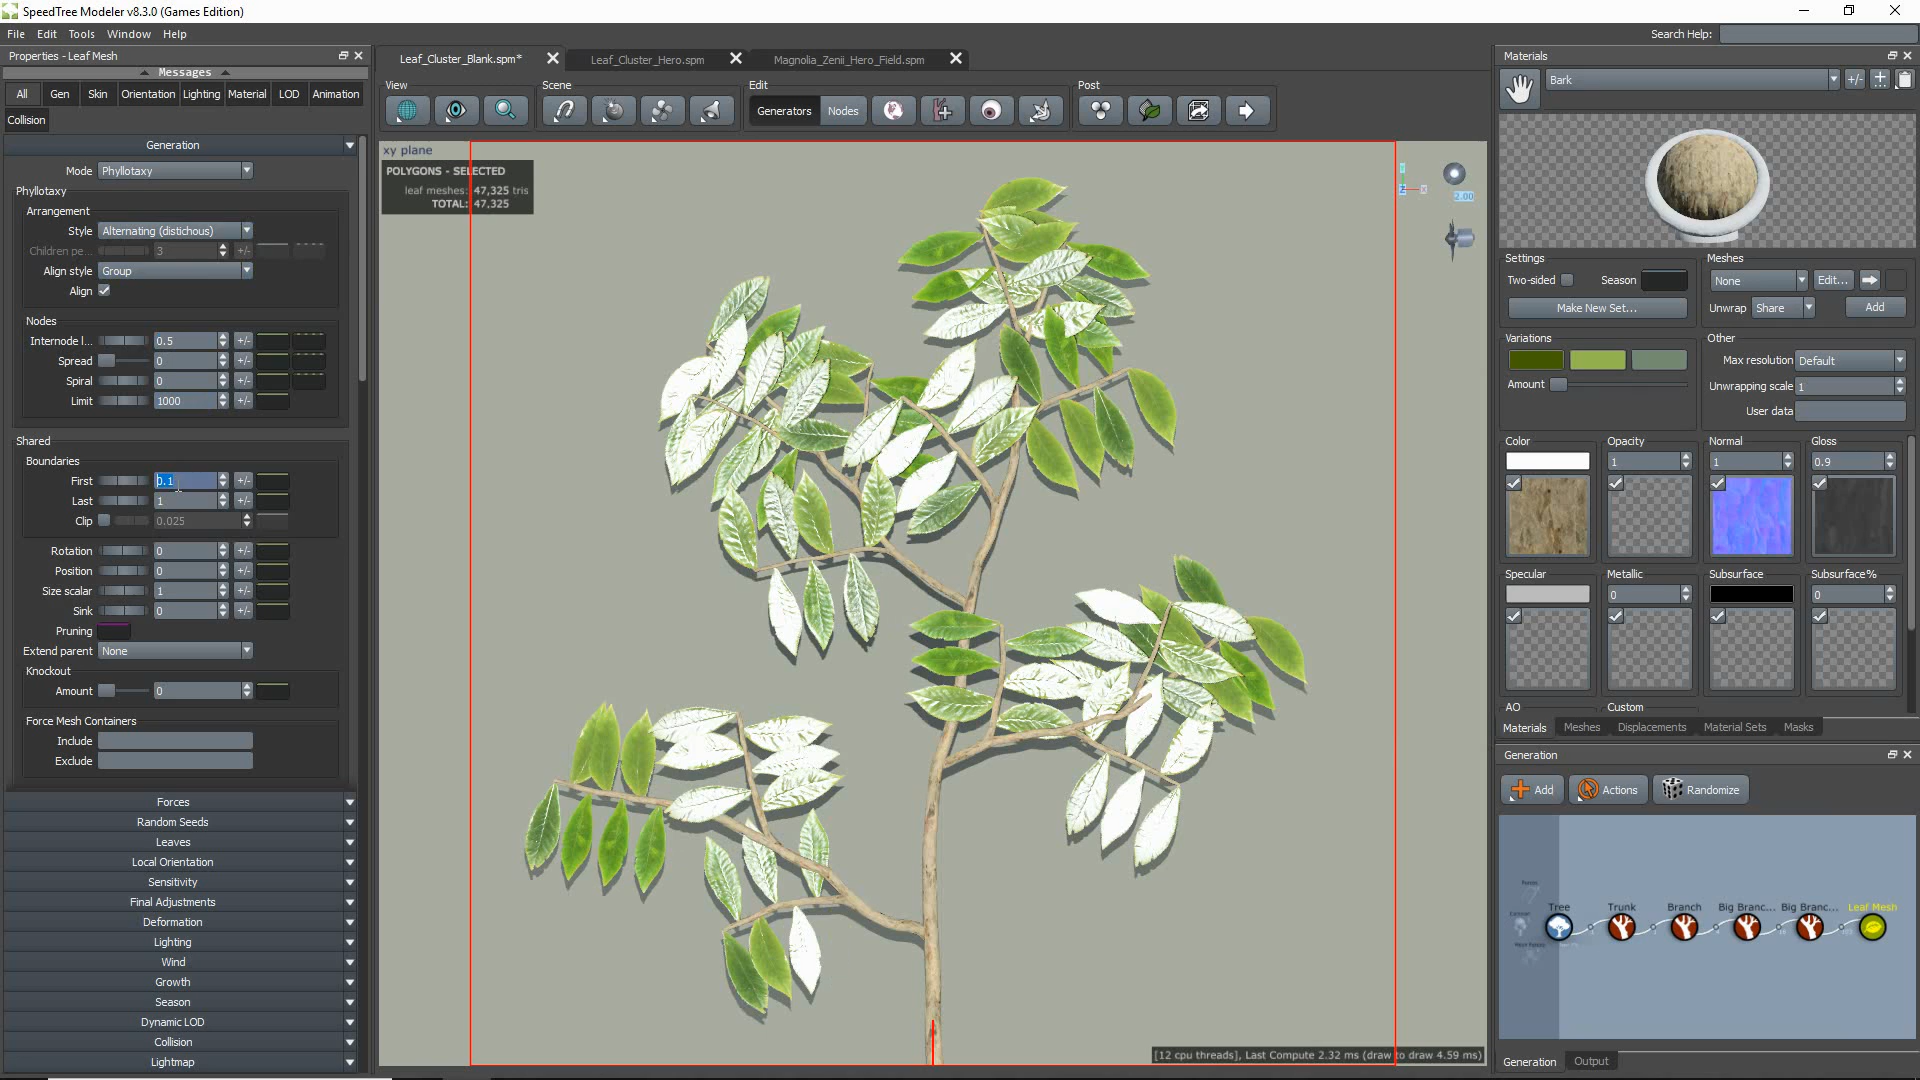 SpeedTree Modeler v8.3.0 (Games Edition)
File Edit Tools Window Help
Search Help:
Properties - Leaf Mesh
Messages
All Gen Skin Orientation Lighting Material LOD Animation
Collision
Generation
Mode Phyllotaxy
Phyllotaxy
Arrangement
Style Alternating (distichous)
Children pe... 3 +/-
Align style Group
Align
Nodes
Internode l... 0.5 +/-
Spread 0 +/-
Spiral 0 +/-
Limit 1000 +/-
Shared
Boundaries
First 0.1 +/-
Last 1 +/-
Clip 0.025
Rotation 0 +/-
Position 0 +/-
Size scalar 1 +/-
Sink 0 +/-
Pruning
Extend parent None
Knockout
Amount 0
Force Mesh Containers
Include
Exclude
Forces
Random Seeds
Leaves
Local Orientation
Sensitivity
Final Adjustments
Deformation
Lighting
Wind
Growth
Season
Dynamic LOD
Collision
Lightmap
Leaf_Cluster_Blank.spm* Leaf_Cluster_Hero.spm Magnolia_Zenii_Hero_Field.spm
View Scene Edit Post
Generators Nodes
xy plane
POLYGONS - SELECTED
leaf meshes: 47,325 tris
TOTAL: 47,325
2.00
[12 cpu threads], Last Compute 2.32 ms (draw to draw 4.59 ms)
Materials
Bark +/-
Settings
Two-sided Season
Make New Set...
Meshes
None Edit...
Unwrap Share Add
Variations
Amount
Other
Max resolution Default
Unwrapping scale 1
User data
Color Opacity Normal Gloss
1 1 0.9
Specular Metallic Subsurface Subsurface%
0 0
AO Custom
Materials Meshes Displacements Material Sets Masks
Generation
Add Actions Randomize
Tree Trunk Branch Big Branc... Big Branc... Leaf Mesh
Generation Output